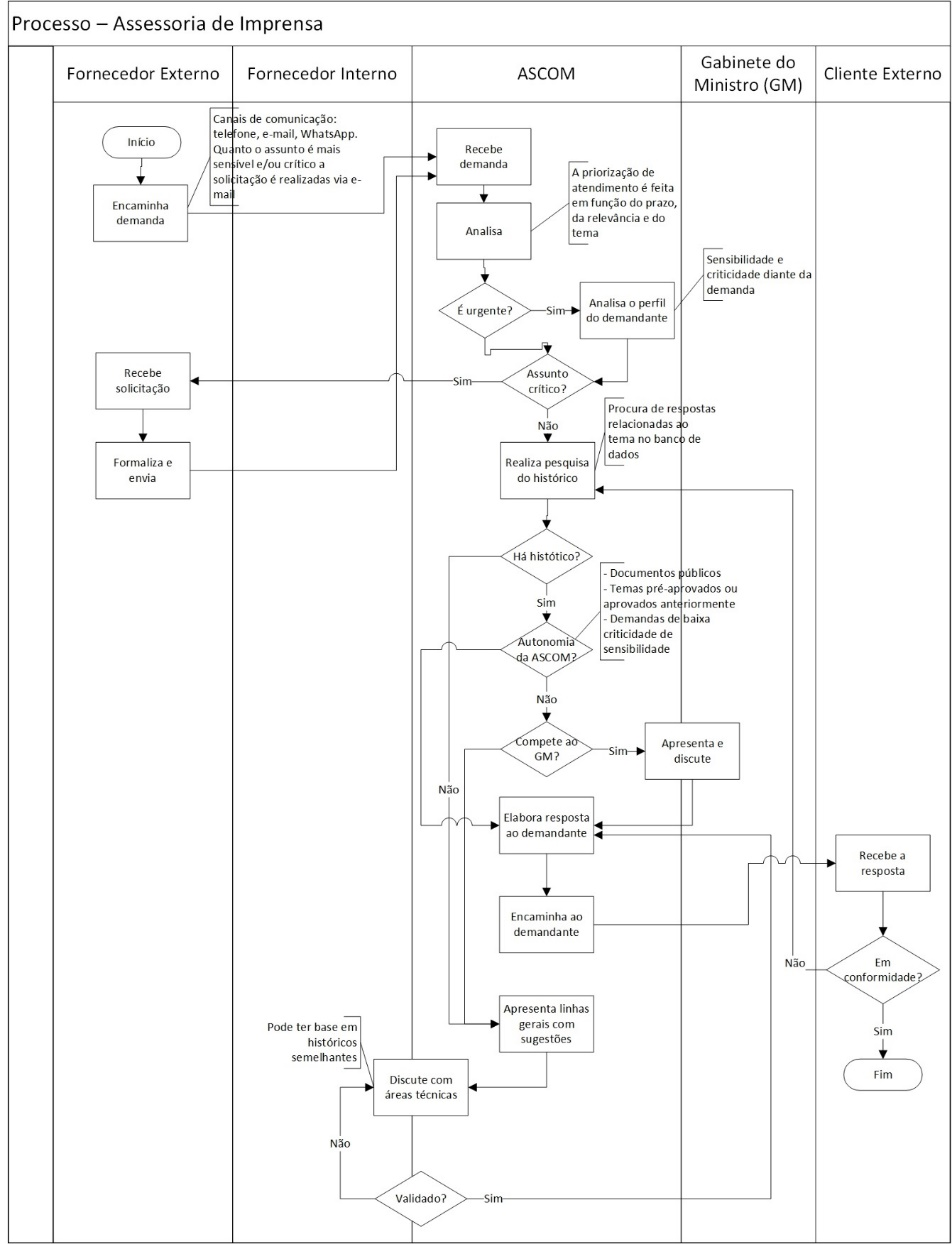 Processo – Assessoria de Imprensa
Fornecedor Externo
Fornecedor Interno
ASCOM
Gabinete do
Ministro (GM)
Cliente Externo
Início
Canais de comunicação:
telefone, e-mail, WhatsApp.
Quanto o assunto é mais
sensível e/ou crítico a
solicitação é realizadas via e-
mail
Encaminha
demanda
Recebe
demanda
A priorização de
atendimento é feita
em função do prazo,
da relevância e do
tema
Analisa
Sensibilidade e
criticidade diante da
demanda
É urgente?
Sim
Analisa o perfil
do demandante
Recebe
solicitação
Sim
Assunto
crítico?
Não
Procura de respostas
relacionadas ao
tema no banco de
dados
Formaliza e
envia
Realiza pesquisa
do histórico
Há histótico?
Sim
- Documentos públicos
- Temas pré-aprovados ou
aprovados anteriormente
- Demandas de baixa
criticidade de
sensibilidade
Autonomia
da ASCOM?
Não
Compete ao
GM?
Sim
Apresenta e
discute
Não
Elabora resposta
ao demandante
Recebe a
resposta
Encaminha ao
demandante
Não
Em
conformidade?
Sim
Fim
Apresenta linhas
gerais com
sugestões
Pode ter base em
históricos
semelhantes
Discute com
áreas técnicas
Não
Validado?
Sim